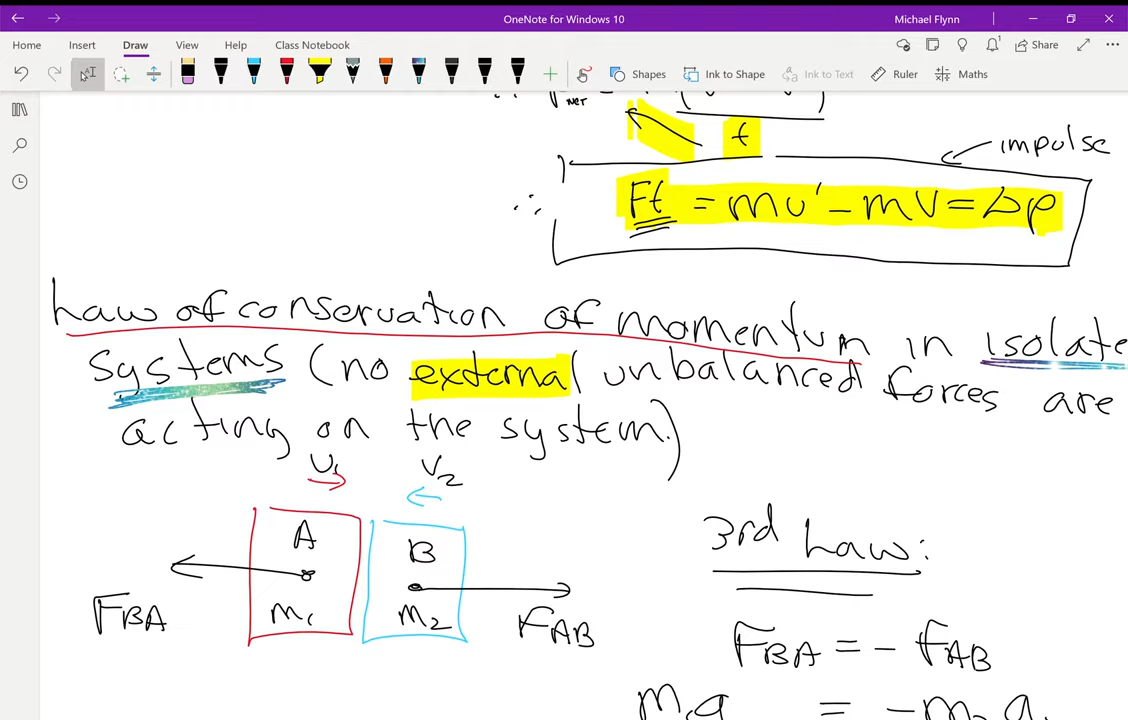 OneNote for Windows 10
Michael Flynn
Home Insert Draw View Help Class Notebook
Share
Shapes Ink to Shape Ink to Text Ruler Maths
t
impulse
∴ Ft = mv' - mv = Δp
Law of conservation of momentum in isolate
systems (no external unbalanced forces are
acting on the system.)
v₁ v₂
A B
m₁ m₂
FBA FAB
3rd Law:
FBA = - FAB